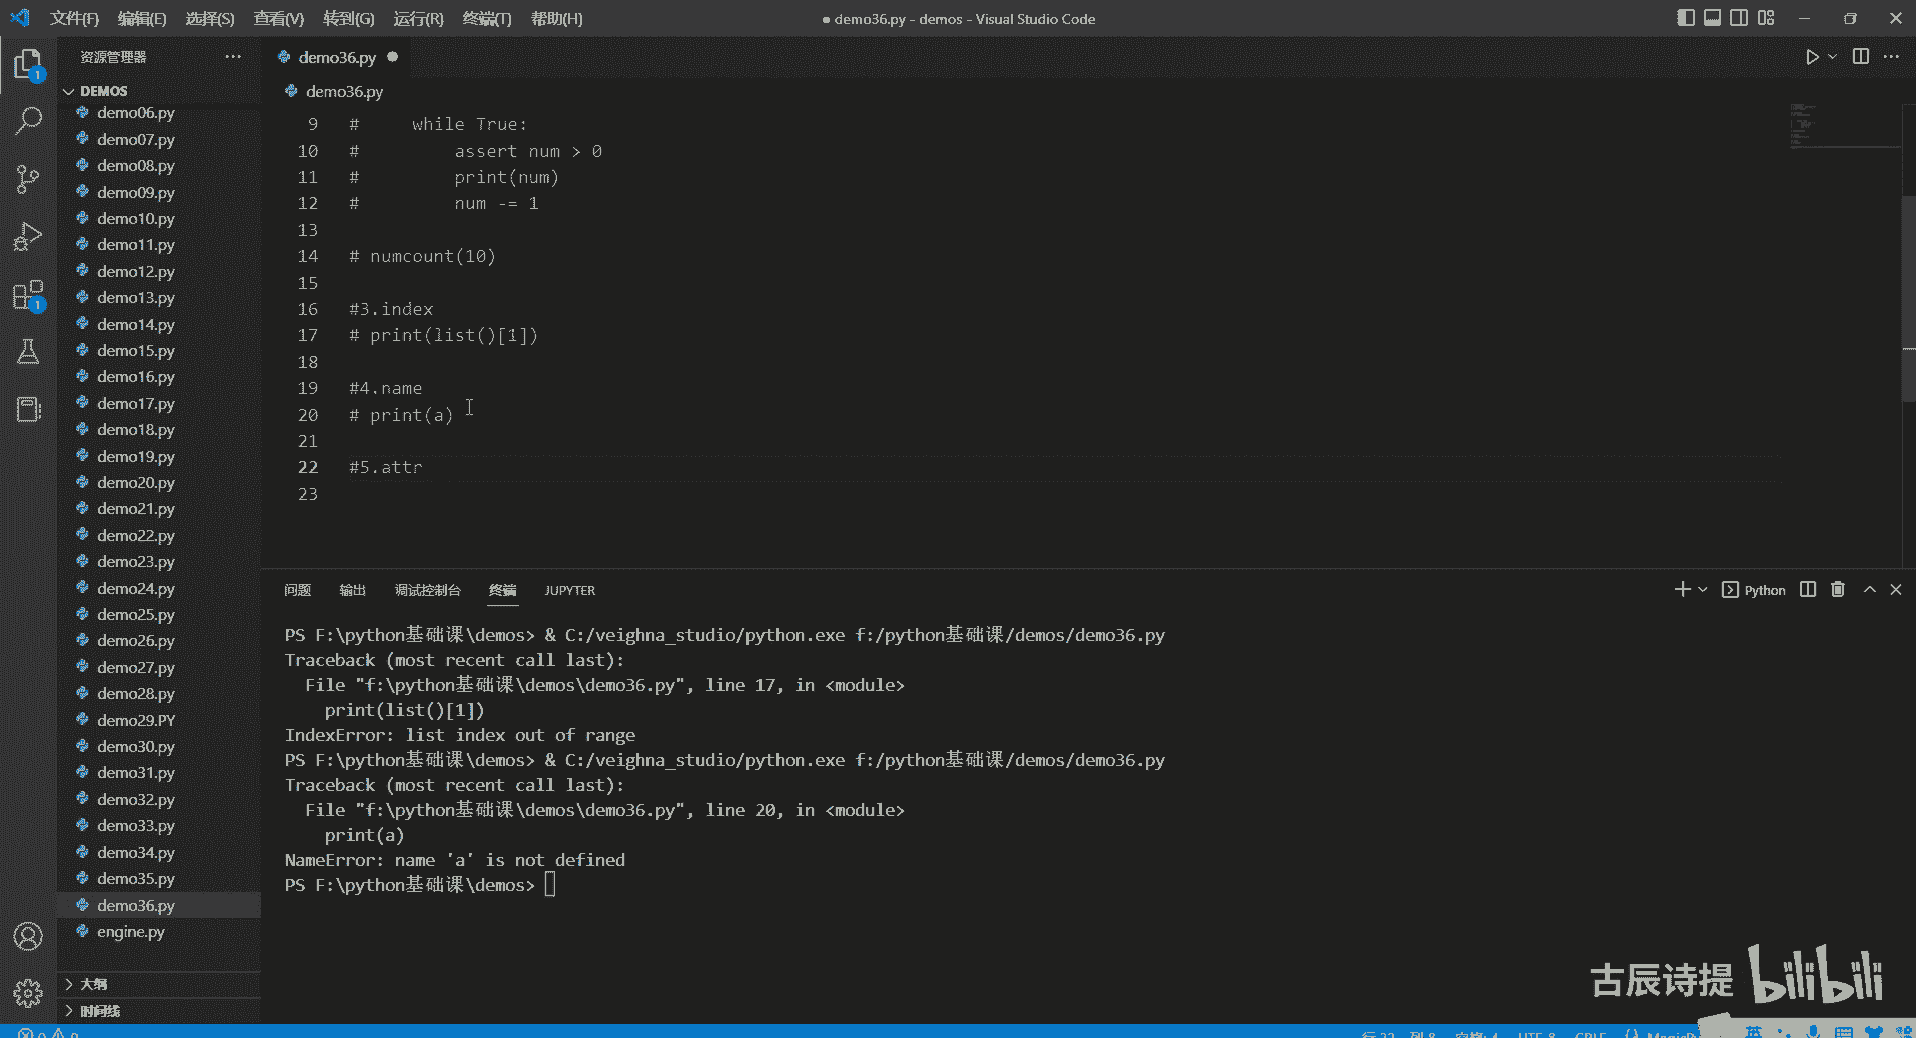 文件(F) 编辑(E) 选择(S) 查看(V) 转到(G) 运行(R) 终端(T) 帮助(H)
● demo36.py - demos - Visual Studio Code
资源管理器
demo36.py
1
DEMOS
demo36.py
demo06.py
demo07.py
demo08.py
demo09.py
demo10.py
demo11.py
demo12.py
demo13.py
demo14.py
demo15.py
demo16.py
demo17.py
demo18.py
demo19.py
demo20.py
demo21.py
demo22.py
demo23.py
demo24.py
demo25.py
demo26.py
demo27.py
demo28.py
demo29.PY
demo30.py
demo31.py
demo32.py
demo33.py
demo34.py
demo35.py
demo36.py
engine.py
大纲
时间线
1
9 #     while True:
10 #         assert num > 0
11 #         print(num)
12 #         num -= 1
13
14 # numcount(10)
15
16 #3.index
17 # print(list()[1])
18
19 #4.name
20 # print(a)
21
22 #5.attr
23
问题 输出 调试控制台 终端 JUPYTER
Python
PS F:\python基础课\demos> & C:/veighna_studio/python.exe f:/python基础课/demos/demo36.py
Traceback (most recent call last):
  File "f:\python基础课\demos\demo36.py", line 17, in <module>
    print(list()[1])
IndexError: list index out of range
PS F:\python基础课\demos> & C:/veighna_studio/python.exe f:/python基础课/demos/demo36.py
Traceback (most recent call last):
  File "f:\python基础课\demos\demo36.py", line 20, in <module>
    print(a)
NameError: name 'a' is not defined
PS F:\python基础课\demos>
古辰诗提 bilibili
英